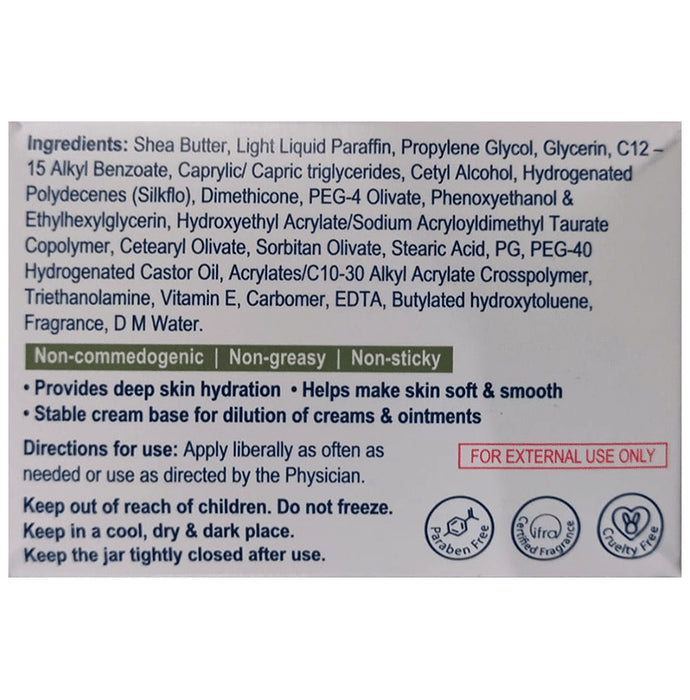 Ingredients: Shea Butter, Light Liquid Paraffin, Propylene Glycol, Glycerin, C12 –
15 Alkyl Benzoate, Caprylic/ Capric triglycerides, Cetyl Alcohol, Hydrogenated
Polydecenes (Silkflo), Dimethicone, PEG-4 Olivate, Phenoxyethanol &
Ethylhexylglycerin, Hydroxyethyl Acrylate/Sodium Acryloyldimethyl Taurate
Copolymer, Cetearyl Olivate, Sorbitan Olivate, Stearic Acid, PG, PEG-40
Hydrogenated Castor Oil, Acrylates/C10-30 Alkyl Acrylate Crosspolymer,
Triethanolamine, Vitamin E, Carbomer, EDTA, Butylated hydroxytoluene,
Fragrance, D M Water.
Non-commedogenic | Non-greasy | Non-sticky
• Provides deep skin hydration • Helps make skin soft & smooth
• Stable cream base for dilution of creams & ointments
Directions for use: Apply liberally as often as
needed or use as directed by the Physician.
FOR EXTERNAL USE ONLY
Keep out of reach of children. Do not freeze.
Keep in a cool, dry & dark place.
Keep the jar tightly closed after use.
Paraben Free
ifra
Certified Fragrance
Cruelty Free